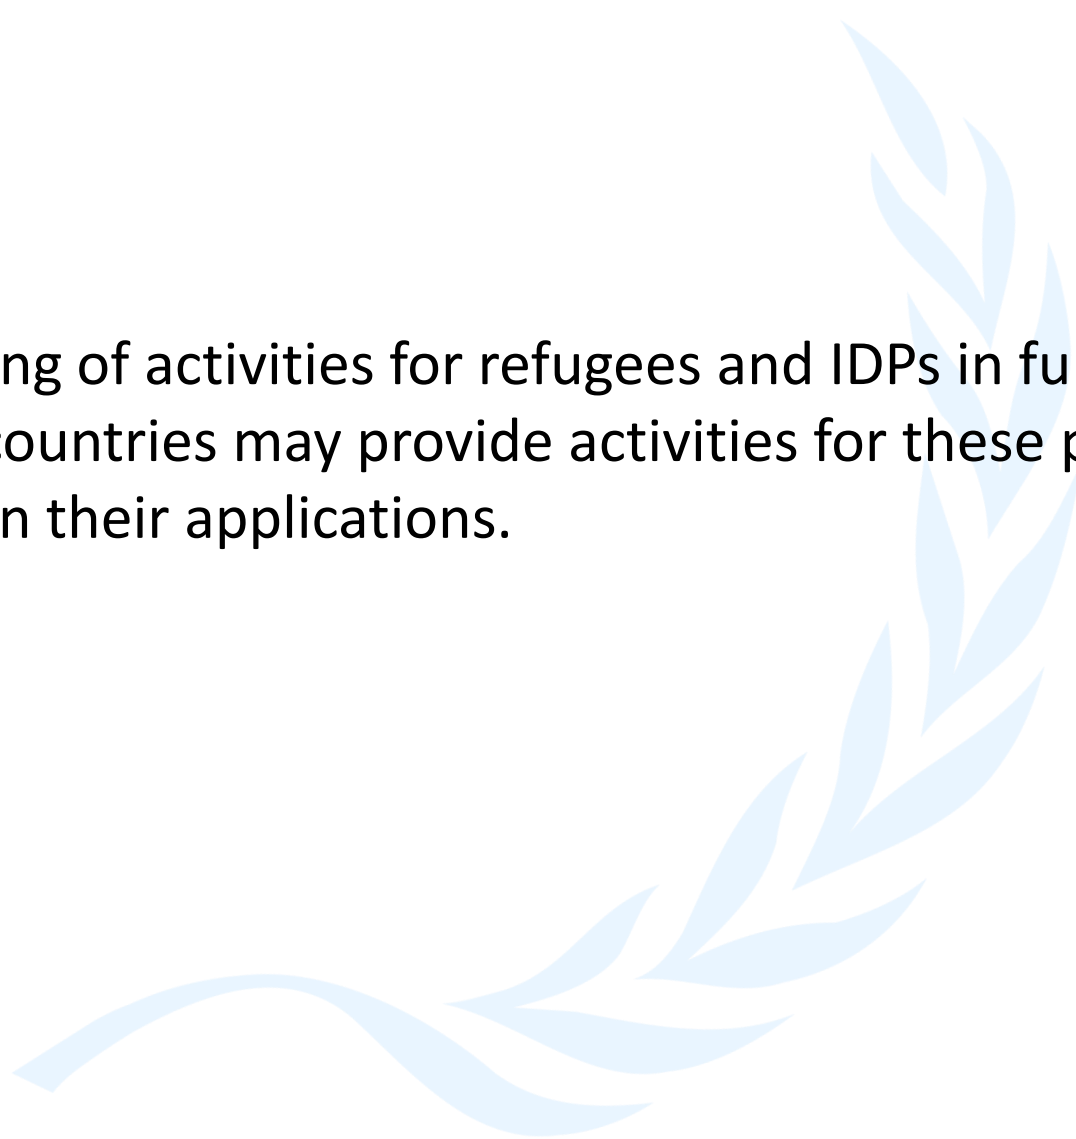 ng of activities for refugees and IDPs in fu
countries may provide activities for these p
n their applications.